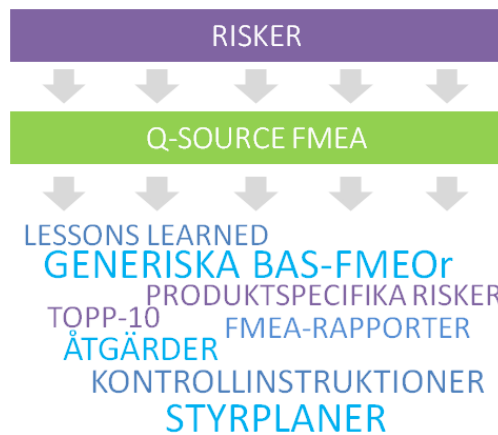 RISKER
Q-SOURCE FMEA
LESSONS LEARNED
GENERISKA BAS-FMEOr
PRODUKTSPECIFIKA RISKER
TOPP-10
FMEA-RAPPORTER
ÅTGÄRDER
KONTROLLINSTRUKTIONER
STYRPLANER